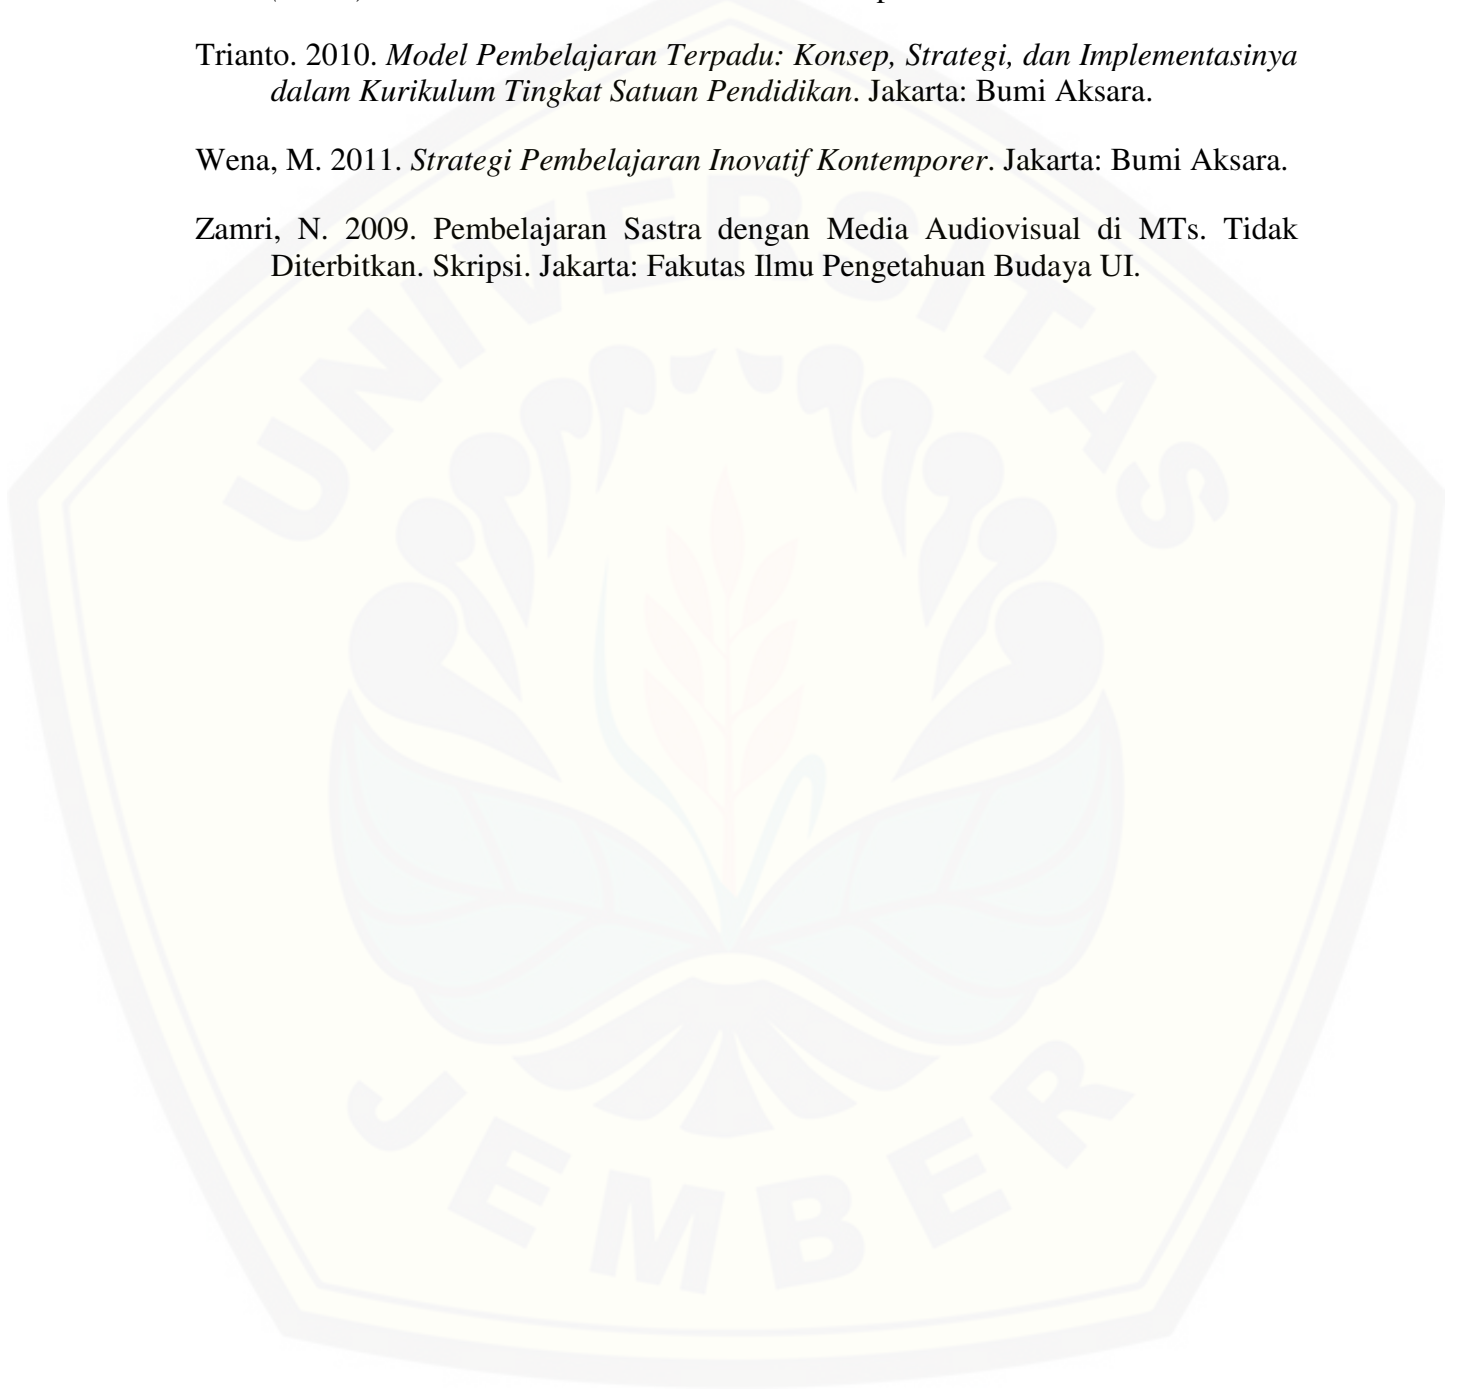 Trianto. 2010. Model Pembelajaran Terpadu: Konsep, Strategi, dan Implementasinya
dalam Kurikulum Tingkat Satuan Pendidikan. Jakarta: Bumi Aksara.
Wena, M. 2011. Strategi Pembelajaran Inovatif Kontemporer. Jakarta: Bumi Aksara.
Zamri, N. 2009. Pembelajaran Sastra dengan Media Audiovisual di MTs. Tidak
Diterbitkan. Skripsi. Jakarta: Fakutas Ilmu Pengetahuan Budaya UI.
UNIVERSITAS
JEMBER